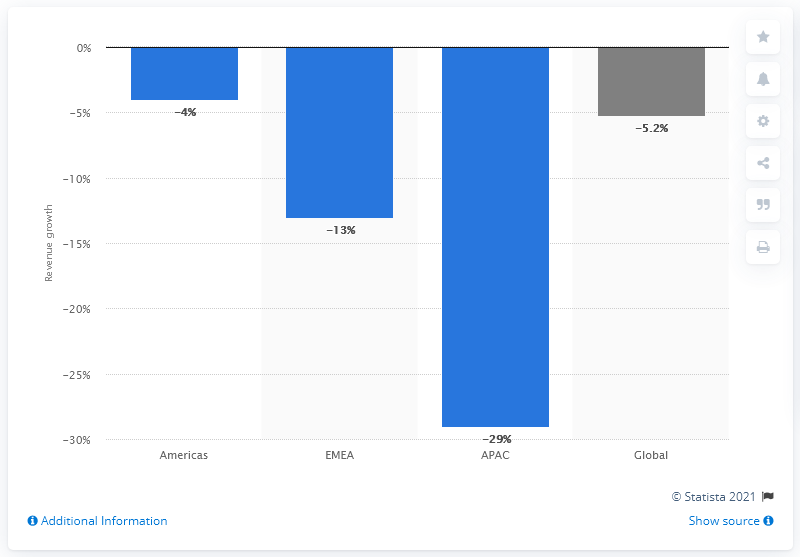 0%
−5%
−10%
−15%
−20%
−25%
−30%
Revenue growth
−4%
−13%
−29%
−5.2%
Americas
EMEA
APAC
Global
© Statista 2021
Additional Information
Show source